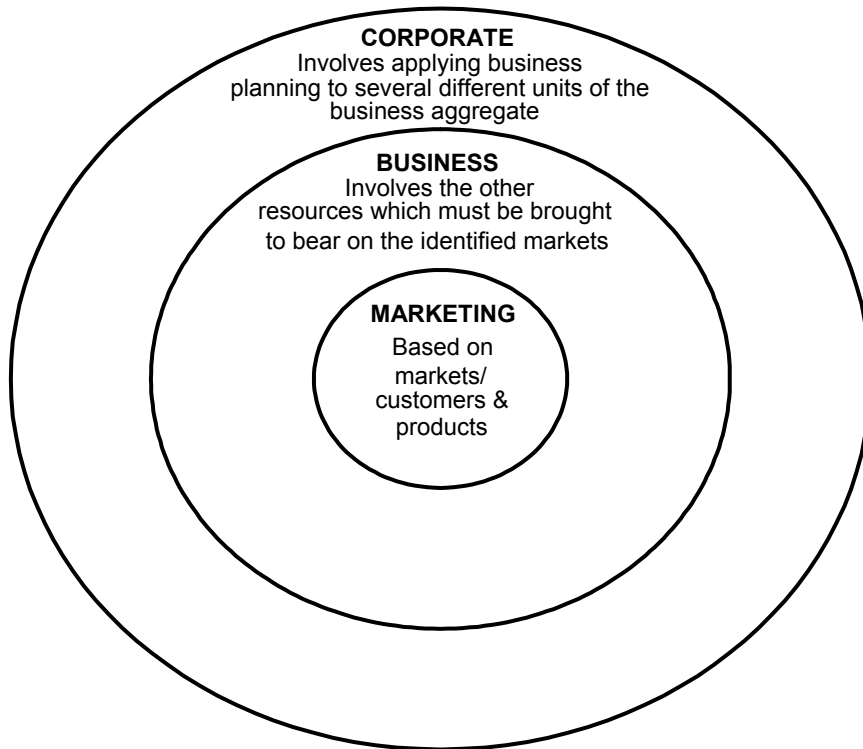 CORPORATE
Involves applying business
planning to several different units of the
business aggregate
BUSINESS
Involves the other
resources which must be brought
to bear on the identified markets
MARKETING
Based on
markets/
customers &
products